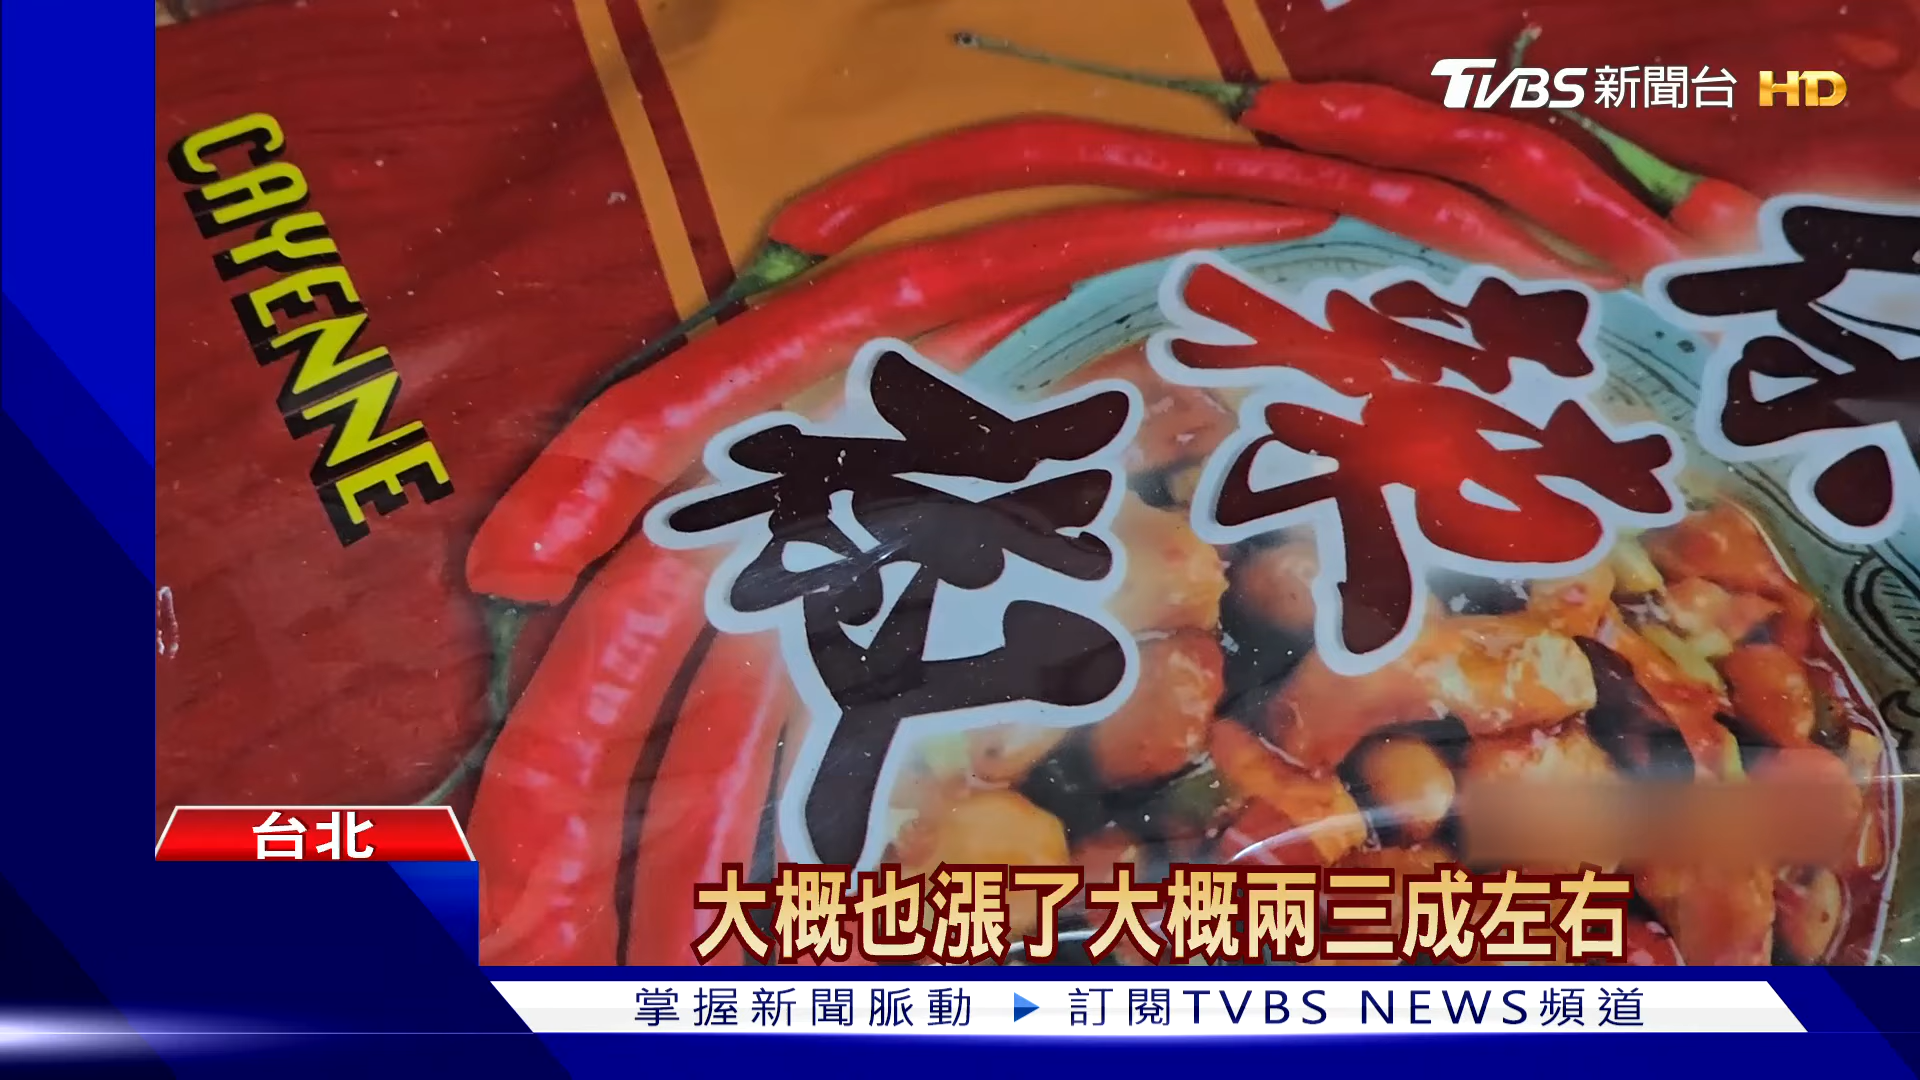 TVBS新聞台 HD
CAYENNE
台北
大概也漲了大概兩三成左右
掌握新聞脈動 ▶ 訂閱TVBS NEWS頻道